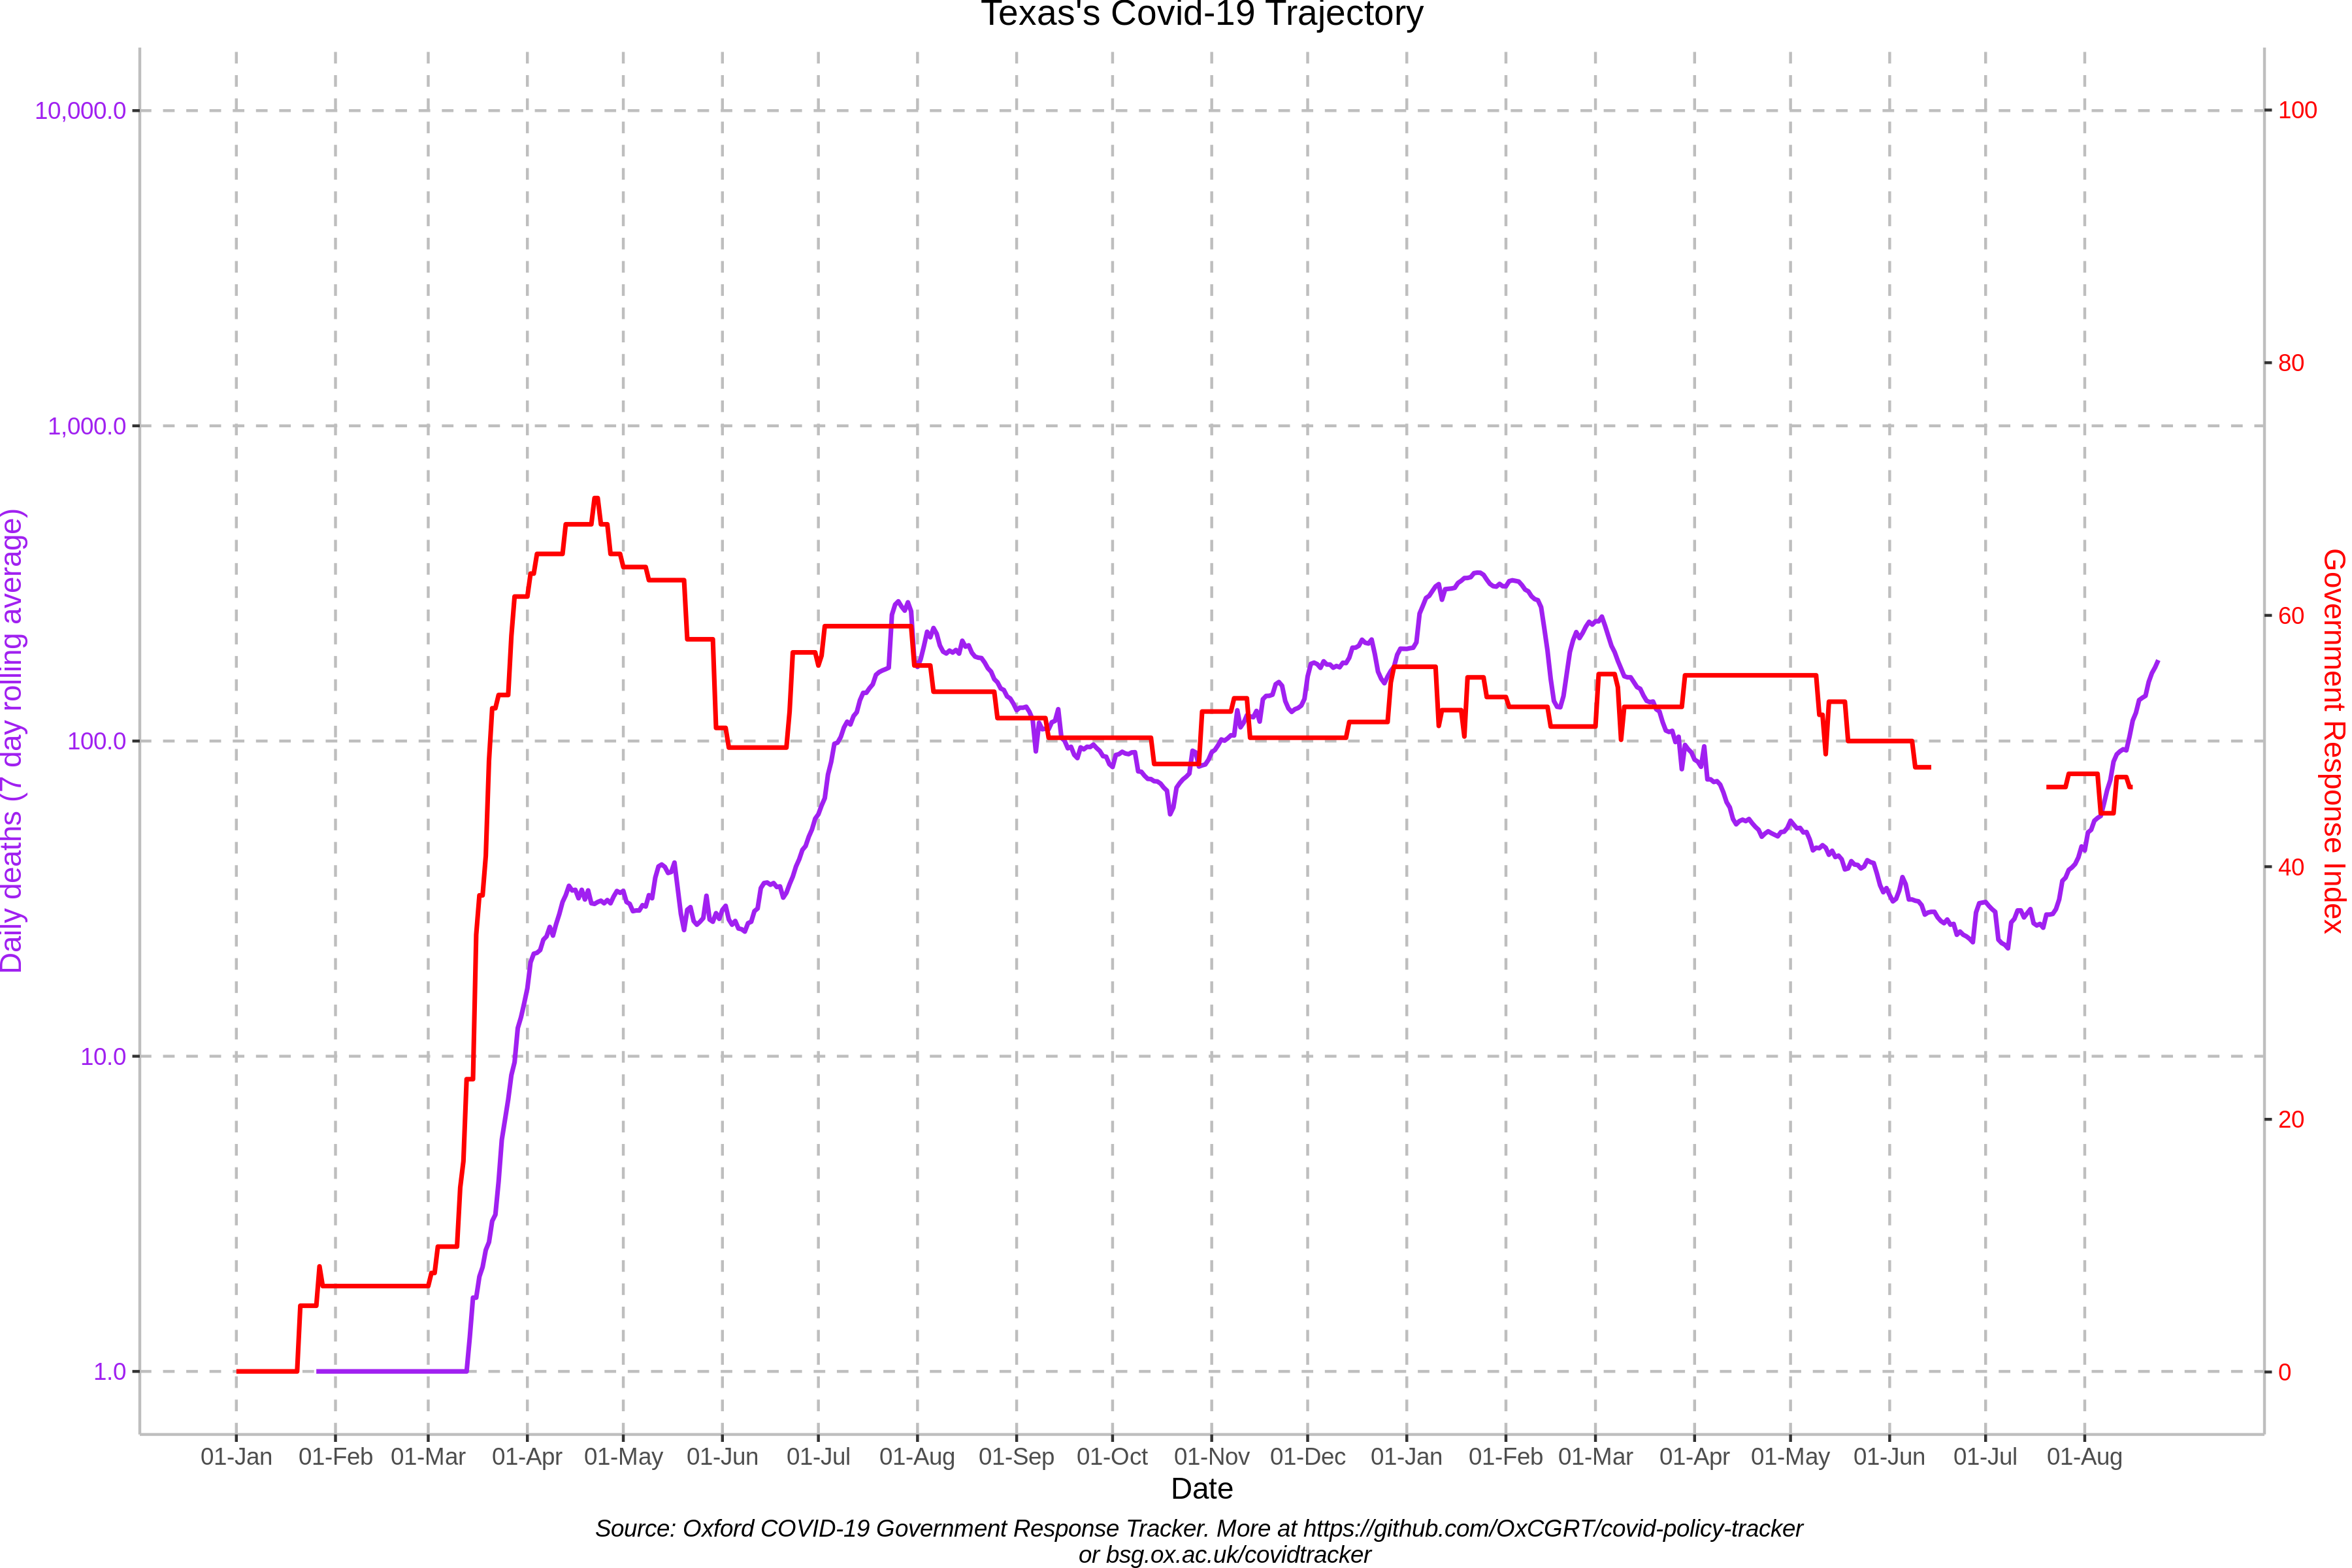 Texas's Covid-19 Trajectory
10,000.0
1,000.0
100.0
10.0
1.0
Daily deaths (7 day rolling average)
100
80
60
40
20
0
Government Response Index
01-Jan 01-Feb 01-Mar 01-Apr 01-May 01-Jun 01-Jul 01-Aug 01-Sep 01-Oct 01-Nov 01-Dec 01-Jan 01-Feb 01-Mar 01-Apr 01-May 01-Jun 01-Jul 01-Aug
Date
Source: Oxford COVID-19 Government Response Tracker. More at https://github.com/OxCGRT/covid-policy-tracker
or bsg.ox.ac.uk/covidtracker